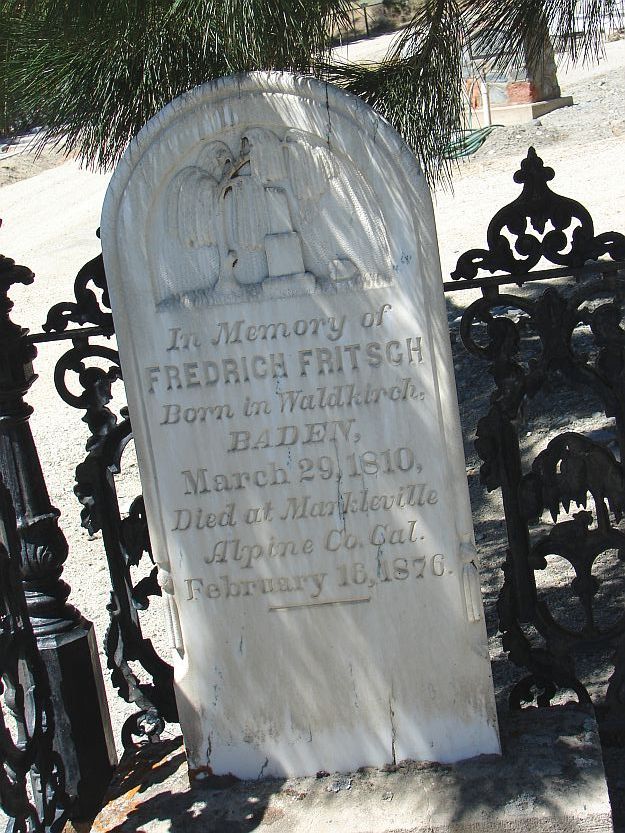 In Memory of
FREDRICH FRITSCH
Born in Waldkirch,
BADEN,
March 29, 1810,
Died at Markleville
Alpine Co. Cal.
February 16, 1876.